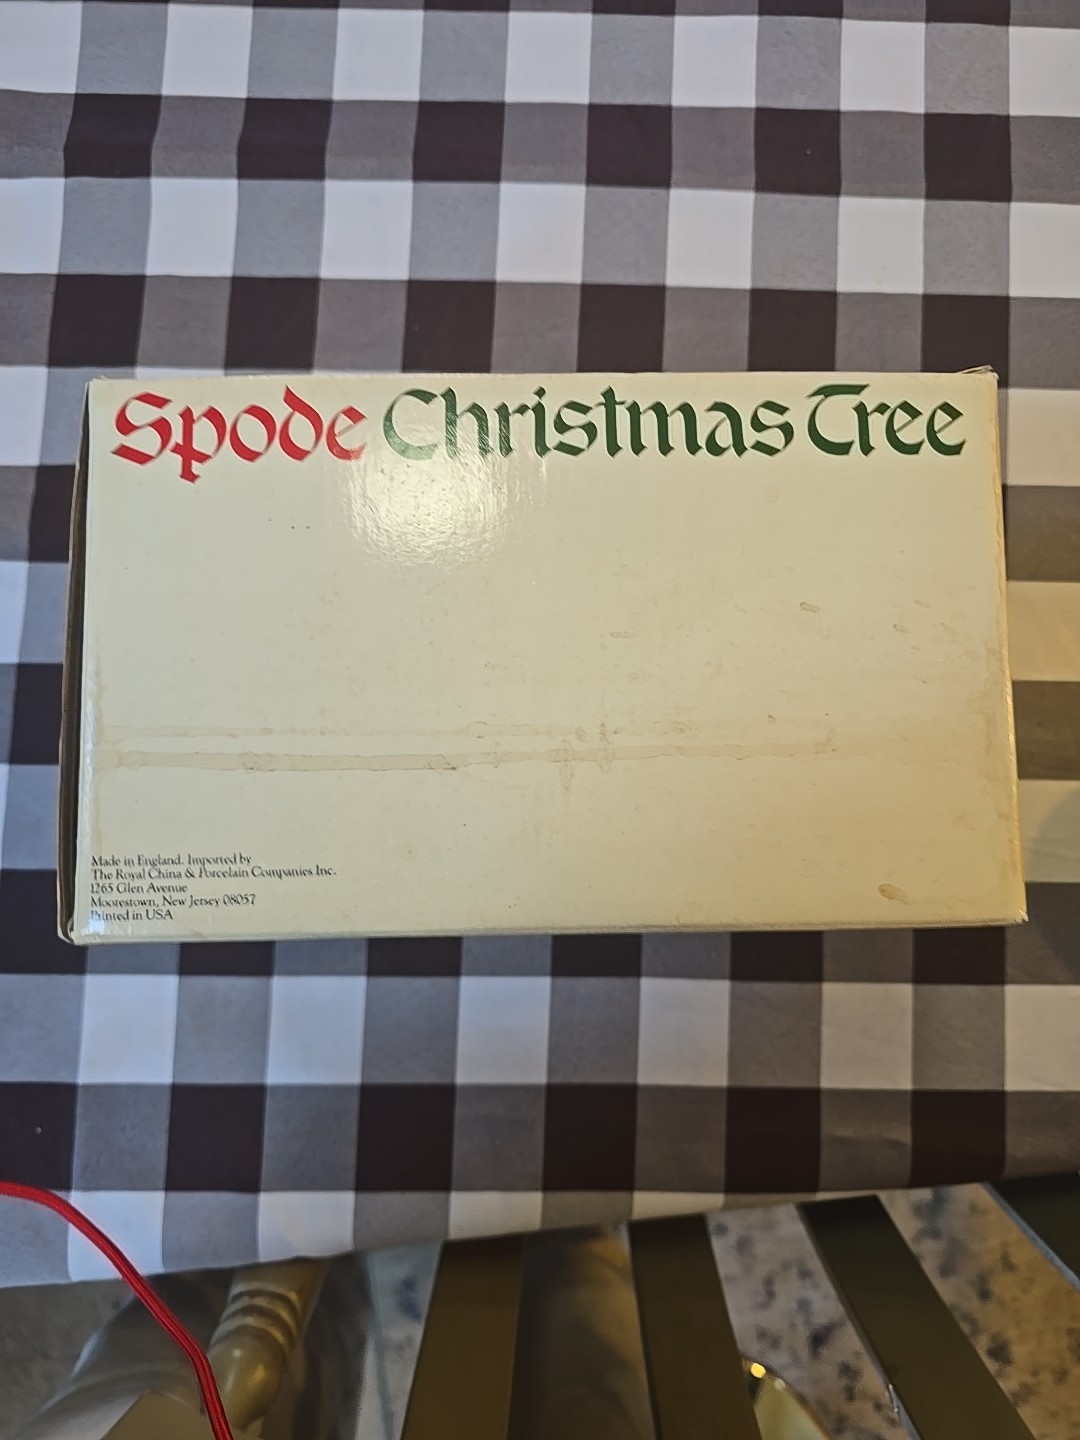 Spode Christmas Tree
Made in England. Imported by
The Royal China & Porcelain Companies Inc.
1265 Glen Avenue
Moorestown, New Jersey 08057
Printed in USA